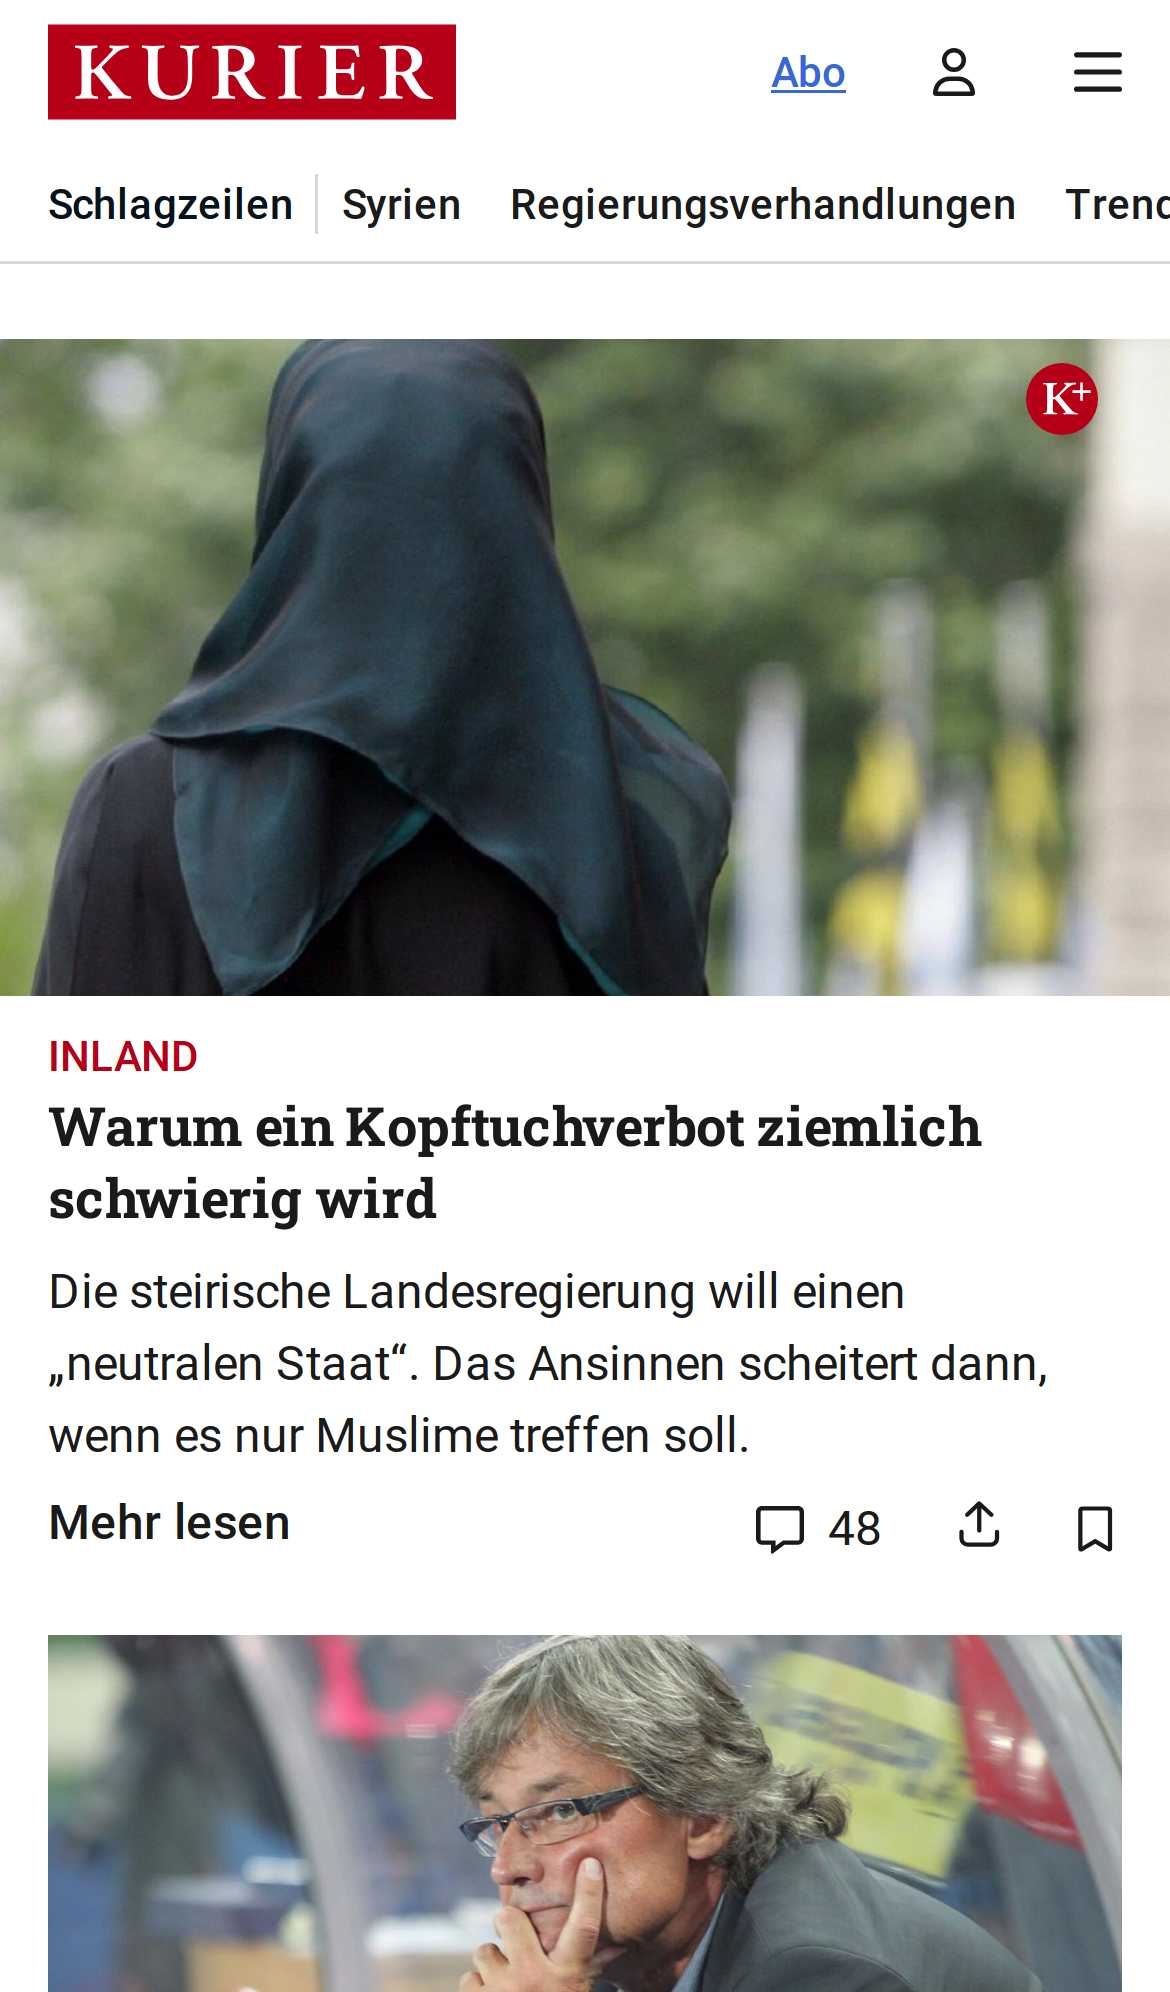 KURIER
Abo
Schlagzeilen Syrien Regierungsverhandlungen Trend
K+
INLAND
Warum ein Kopftuchverbot ziemlich
schwierig wird
Die steirische Landesregierung will einen
„neutralen Staat“. Das Ansinnen scheitert dann,
wenn es nur Muslime treffen soll.
Mehr lesen
48